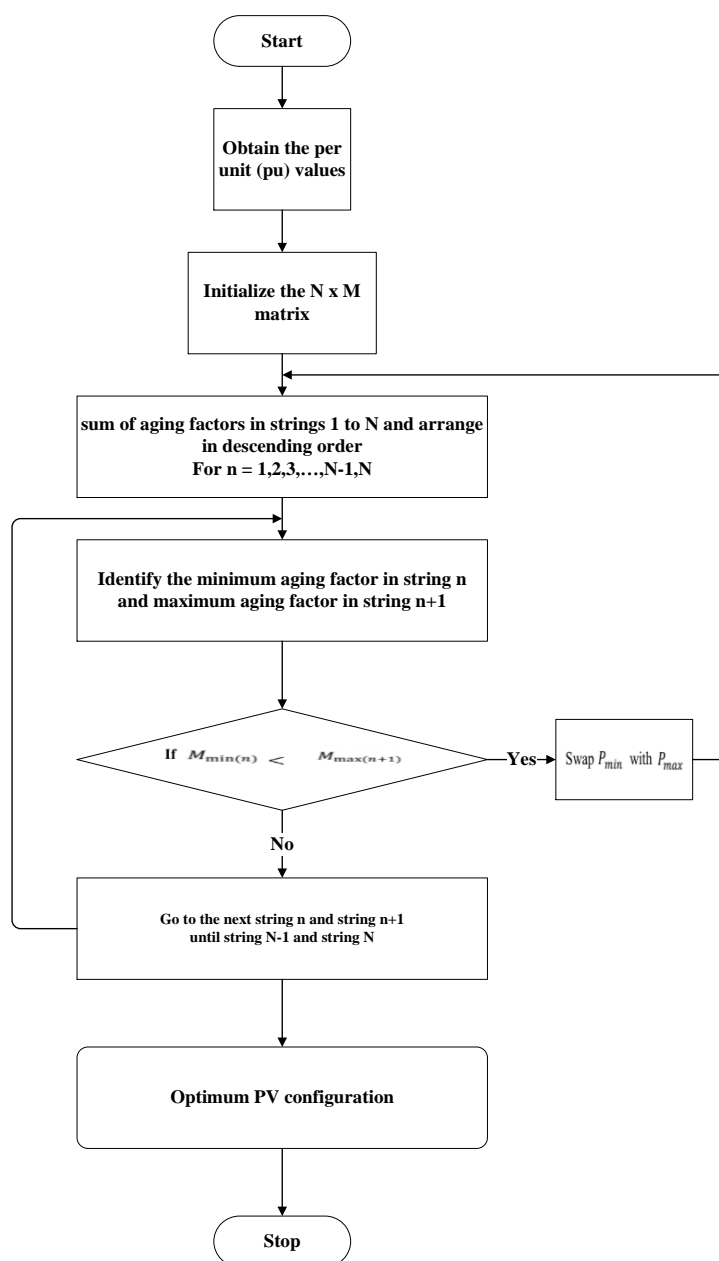 Start
Obtain the per
unit (pu) values
Initialize the N x M
matrix
sum of aging factors in strings 1 to N and arrange
in descending order
For n = 1,2,3,…,N-1,N
Identify the minimum aging factor in string n
and maximum aging factor in string n+1
If M_min(n) < M_max(n+1)
Yes
Swap P_min with P_max
No
Go to the next string n and string n+1
until string N-1 and string N
Optimum PV configuration
Stop